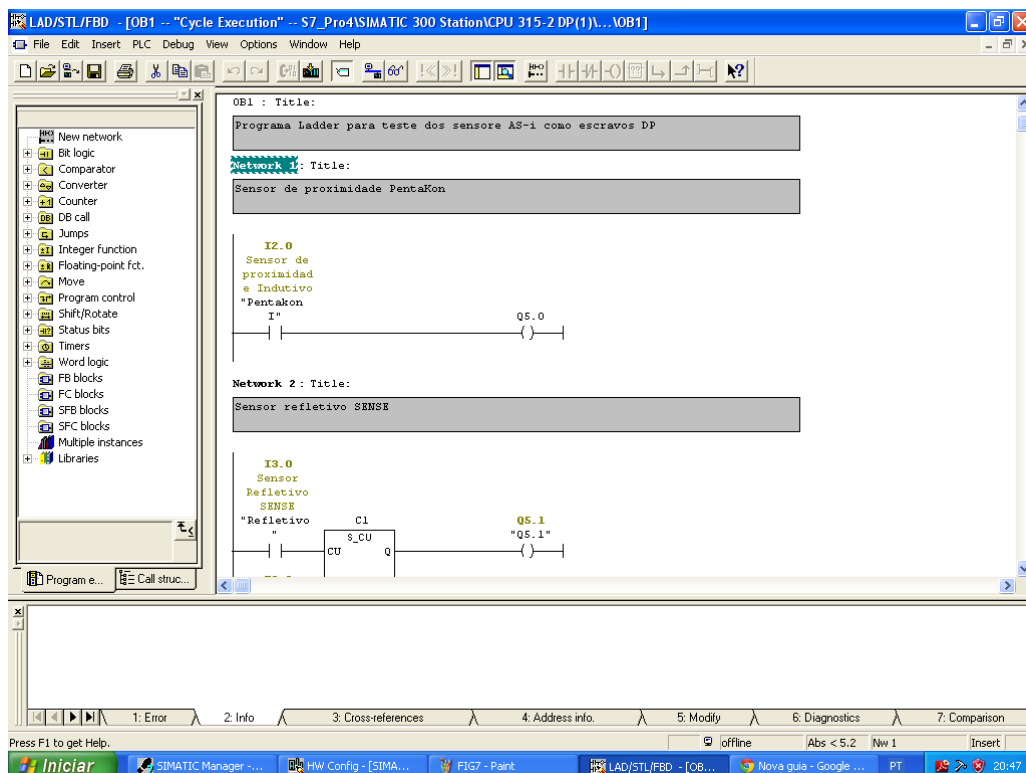 LAD/STL/FBD - [OB1 -- "Cycle Execution" -- S7_Pro4\SIMATIC 300 Station\CPU 315-2 DP(1)\...\OB1]
File Edit Insert PLC Debug View Options Window Help
New network
Bit logic
Comparator
Converter
Counter
DB call
Jumps
Integer function
Floating-point fct.
Move
Program control
Shift/Rotate
Status bits
Timers
Word logic
FB blocks
FC blocks
SFB blocks
SFC blocks
Multiple instances
Libraries
Program e...
Call struc...
OB1 : Title:
Programa Ladder para teste dos sensore AS-i como escravos DP
Network 1: Title:
Sensor de proximidade PentaKon
I2.0
Sensor de
proximidad
e Indutivo
"Pentakon
I"
Q5.0
Network 2 : Title:
Sensor refletivo SENSE
I3.0
Sensor
Refletivo
SENSE
"Refletivo
"
C1
S_CU
CU Q
Q5.1
"Q5.1"
1: Error 2: Info 3: Cross-references 4: Address info. 5: Modify 6: Diagnostics 7: Comparison
Press F1 to get Help.
offline Abs < 5.2 Nw 1 Insert
Iniciar SIMATIC Manager -... HW Config - [SIMA... FIG7 - Paint LAD/STL/FBD - [OB... Nova guia - Google ... PT 20:47